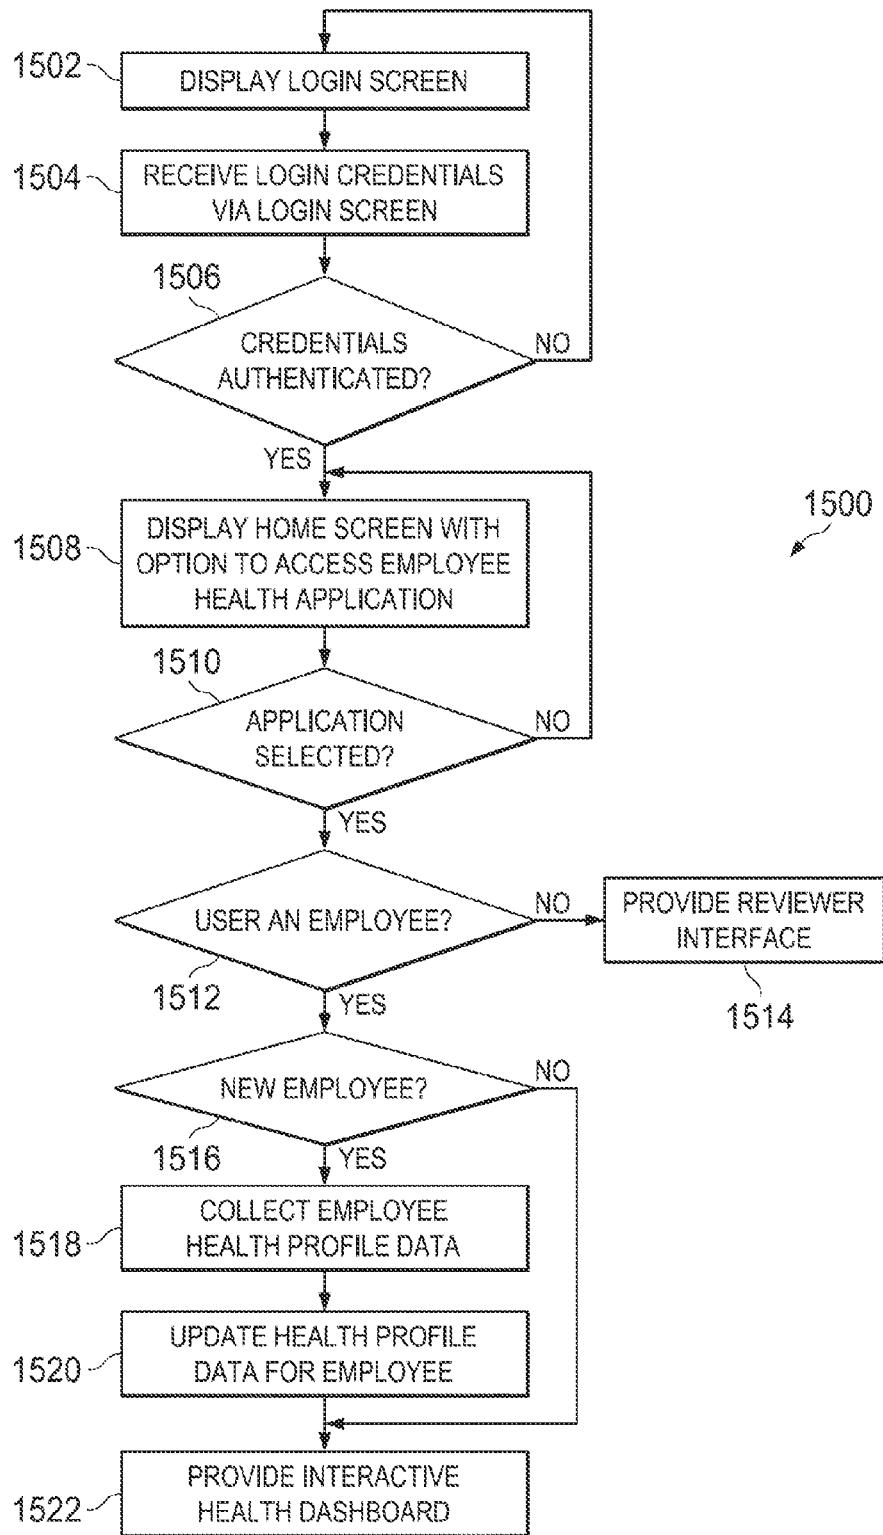 1502
DISPLAY LOGIN SCREEN
1504
RECEIVE LOGIN CREDENTIALS
VIA LOGIN SCREEN
1506
CREDENTIALS
AUTHENTICATED?
NO
YES
1508
DISPLAY HOME SCREEN WITH
OPTION TO ACCESS EMPLOYEE
HEALTH APPLICATION
1500
1510
APPLICATION
SELECTED?
NO
YES
USER AN EMPLOYEE?
NO
1512
YES
PROVIDE REVIEWER
INTERFACE
1514
NEW EMPLOYEE?
NO
1516
YES
1518
COLLECT EMPLOYEE
HEALTH PROFILE DATA
1520
UPDATE HEALTH PROFILE
DATA FOR EMPLOYEE
1522
PROVIDE INTERACTIVE
HEALTH DASHBOARD